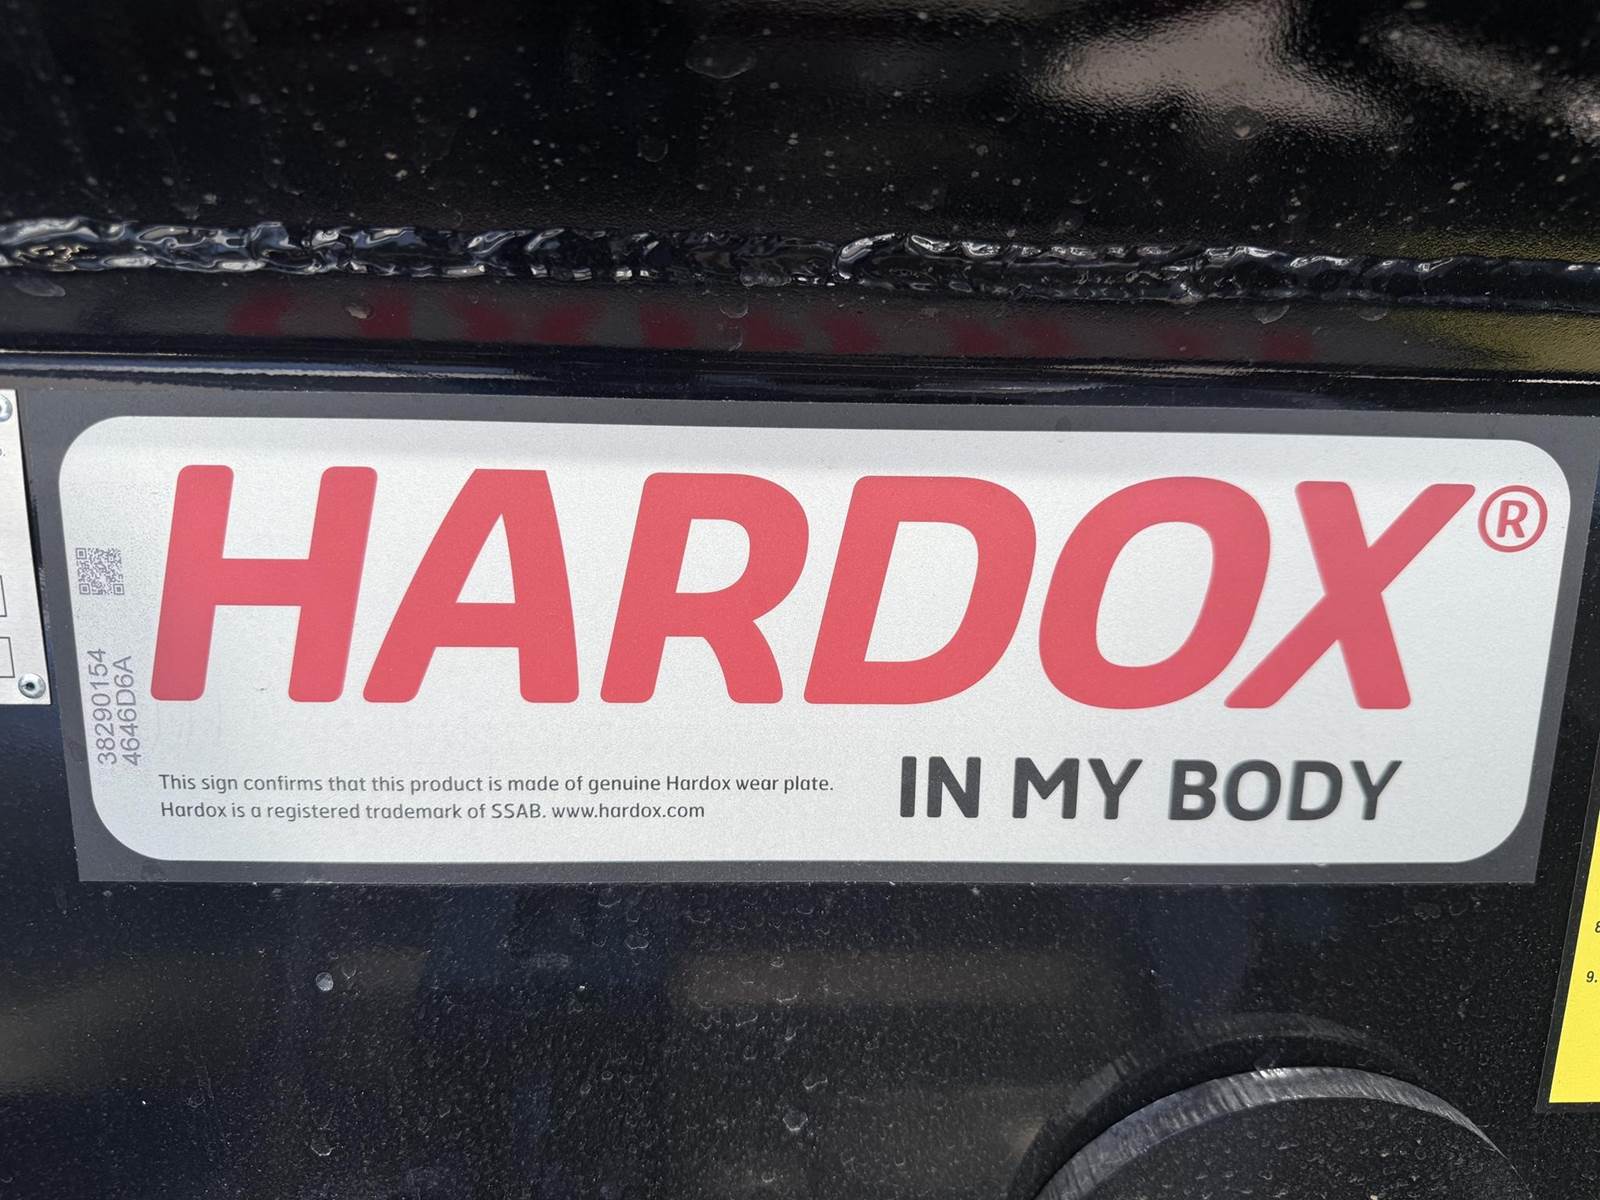 HARDOX®
IN MY BODY
This sign confirms that this product is made of genuine Hardox wear plate.
Hardox is a registered trademark of SSAB. www.hardox.com
38290154
4646D6A
9.